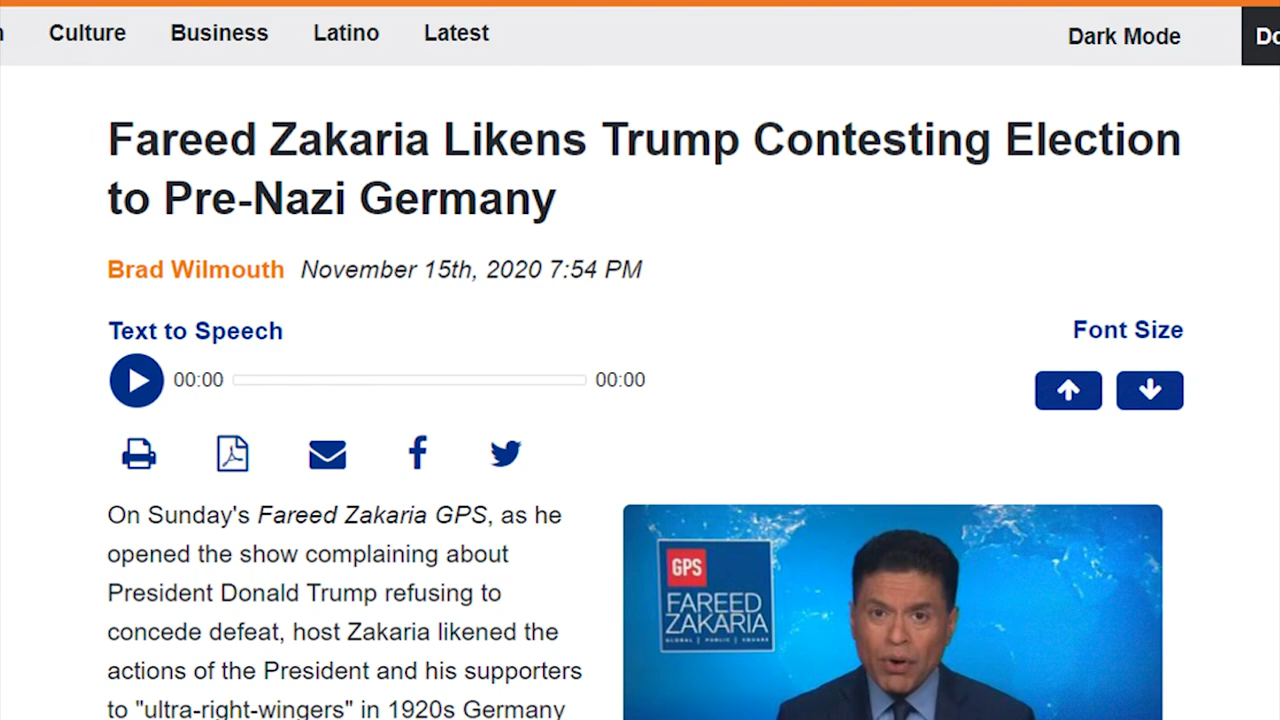 Culture Business Latino Latest Dark Mode
Fareed Zakaria Likens Trump Contesting Election
to Pre-Nazi Germany
Brad Wilmouth November 15th, 2020 7:54 PM
Text to Speech
Font Size
00:00 00:00
On Sunday's Fareed Zakaria GPS, as he
opened the show complaining about
President Donald Trump refusing to
concede defeat, host Zakaria likened the
actions of the President and his supporters
to "ultra-right-wingers" in 1920s Germany
GPS
FAREED
ZAKARIA
GLOBAL | PUBLIC | SQUARE